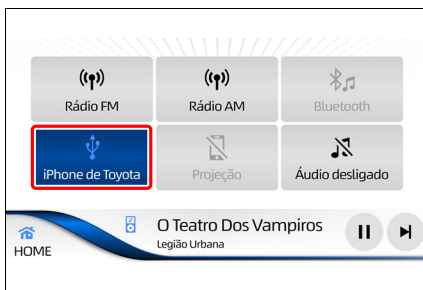 Rádio FM
Rádio AM
Bluetooth
iPhone de Toyota
Projeção
Áudio desligado
O Teatro Dos Vampiros
Legião Urbana
HOME